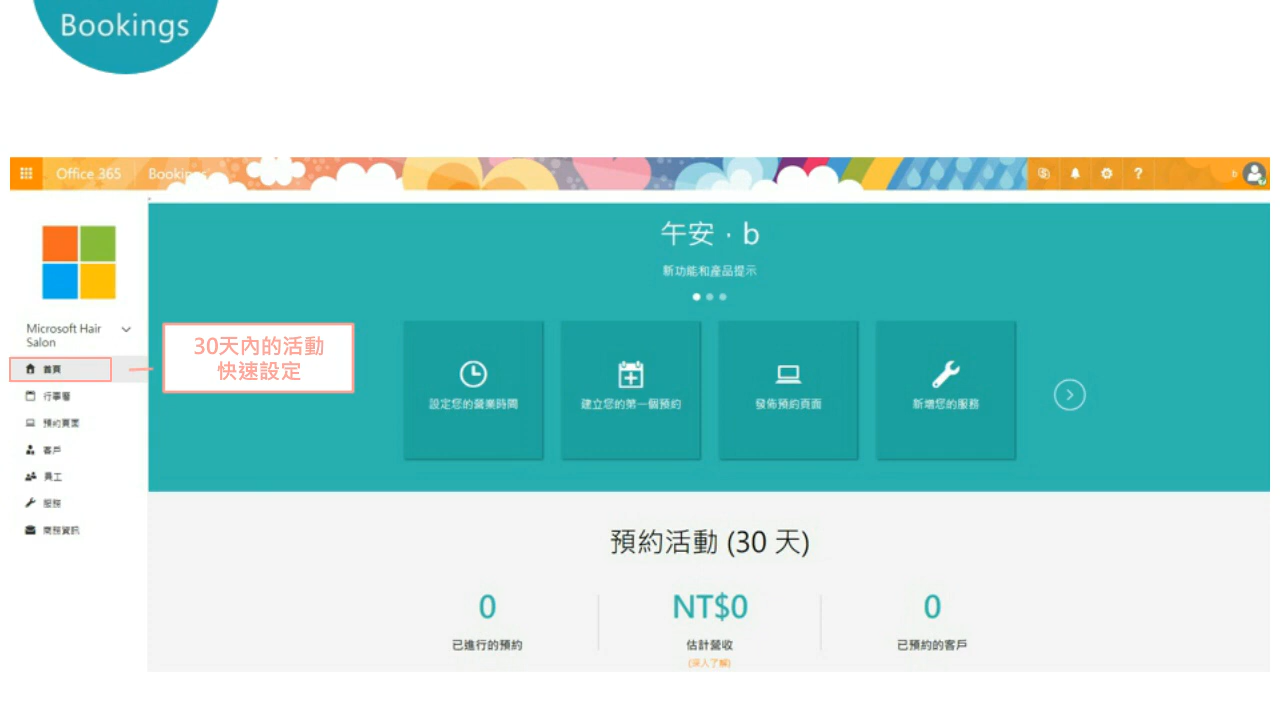 Bookings
Office 365
Bookings
b
午安，b
新功能和產品提示
Microsoft Hair
Salon
30天內的活動
快速設定
首頁
行事曆
預約頁面
客戶
員工
服務
商務資訊
設定您的營業時間
建立您的第一個預約
發佈預約頁面
新增您的服務
預約活動 (30 天)
0
NT$0
0
已進行的預約
估計營收
已預約的客戶
(深入了解)